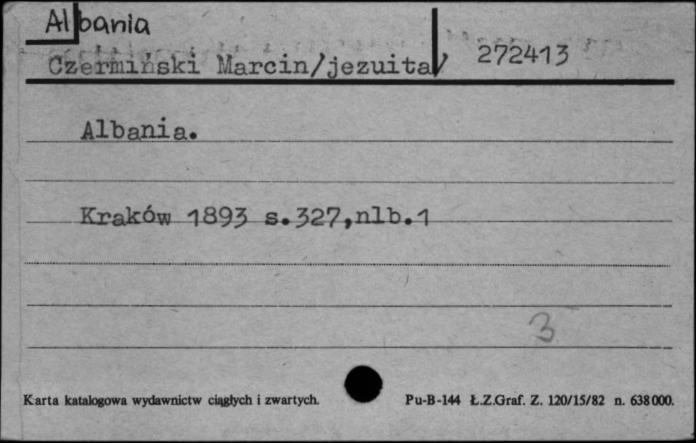 Albania
Czermiński Marcin/jezuita/ 272413
Albania.
Kraków 1893 s.327,nlb.1
3
Karta katalogowa wydawnictw ciągłych i zwartych. Pu-B-144 Ł.Z.Graf. Z. 120/15/82 n. 638000.